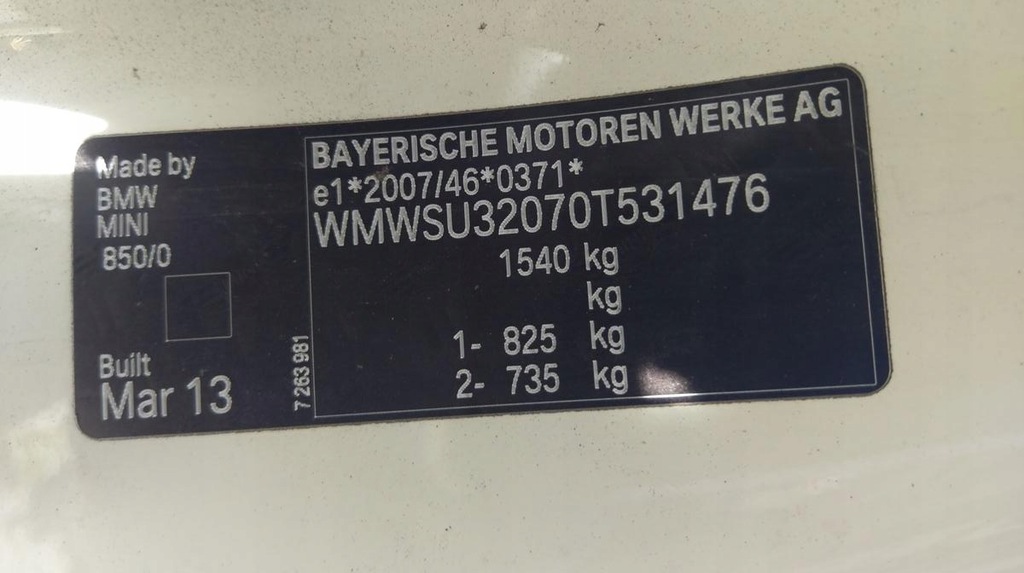 Made by
BMW
MINI
850/0
Built
Mar 13
7 263 981
BAYERISCHE MOTOREN WERKE AG
e1*2007/46*0371*
WMWSU32070T531476
1540 kg
kg
1- 825 kg
2- 735 kg